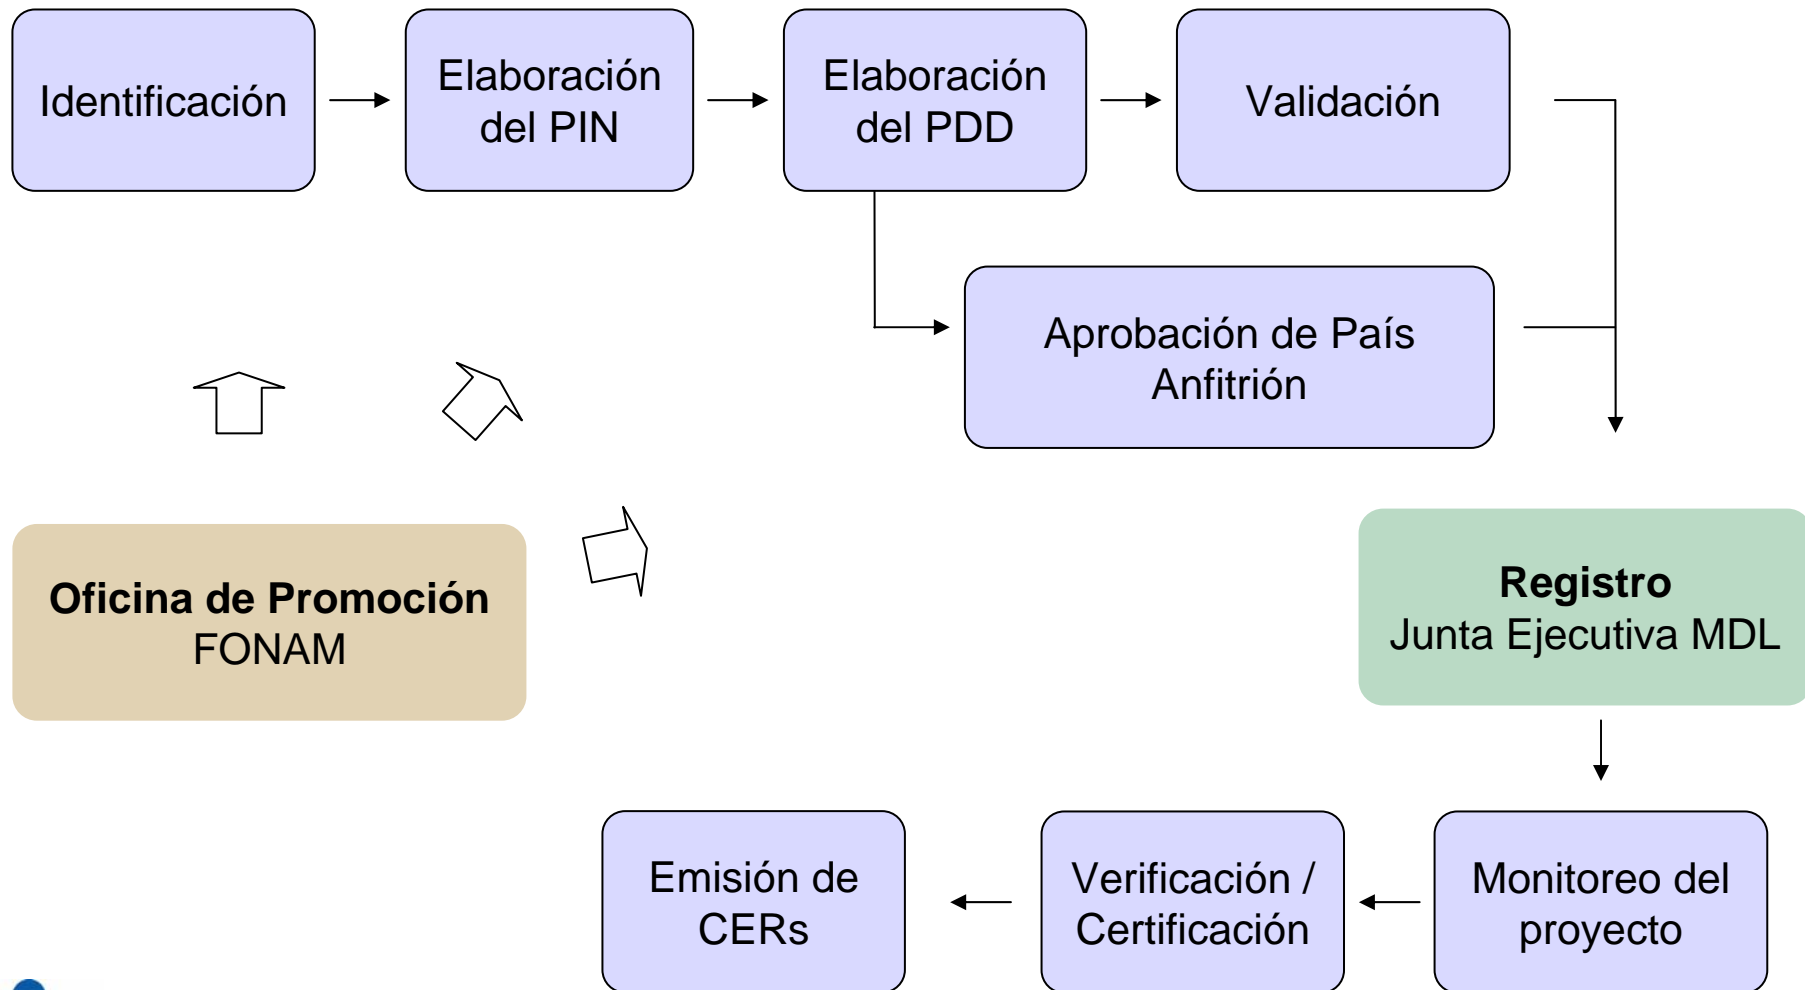 Identificación
Elaboración
del PIN
Elaboración
del PDD
Validación
Aprobación de País
Anfitrión
Oficina de Promoción
FONAM
Registro
Junta Ejecutiva MDL
Emisión de
CERs
Verificación /
Certificación
Monitoreo del
proyecto